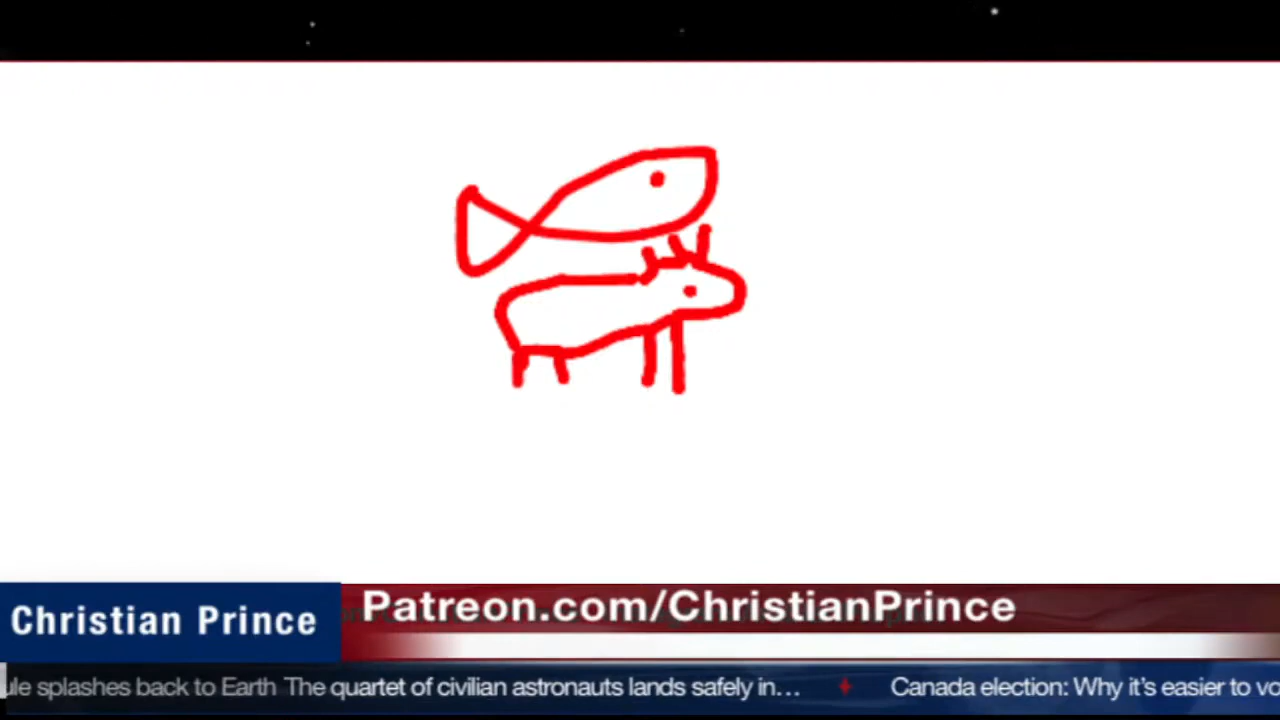 Christian Prince
Patreon.com/ChristianPrince
splashes back to Earth The quartet of civilian astronauts lands safely in... Canada election: Why it's easier to